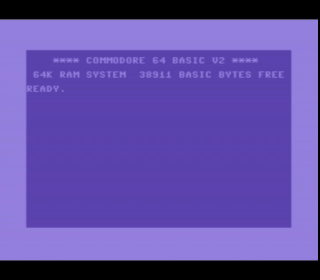 **** COMMODORE 64 BASIC V2 ****
64K RAM SYSTEM  38911 BASIC BYTES FREE
READY.